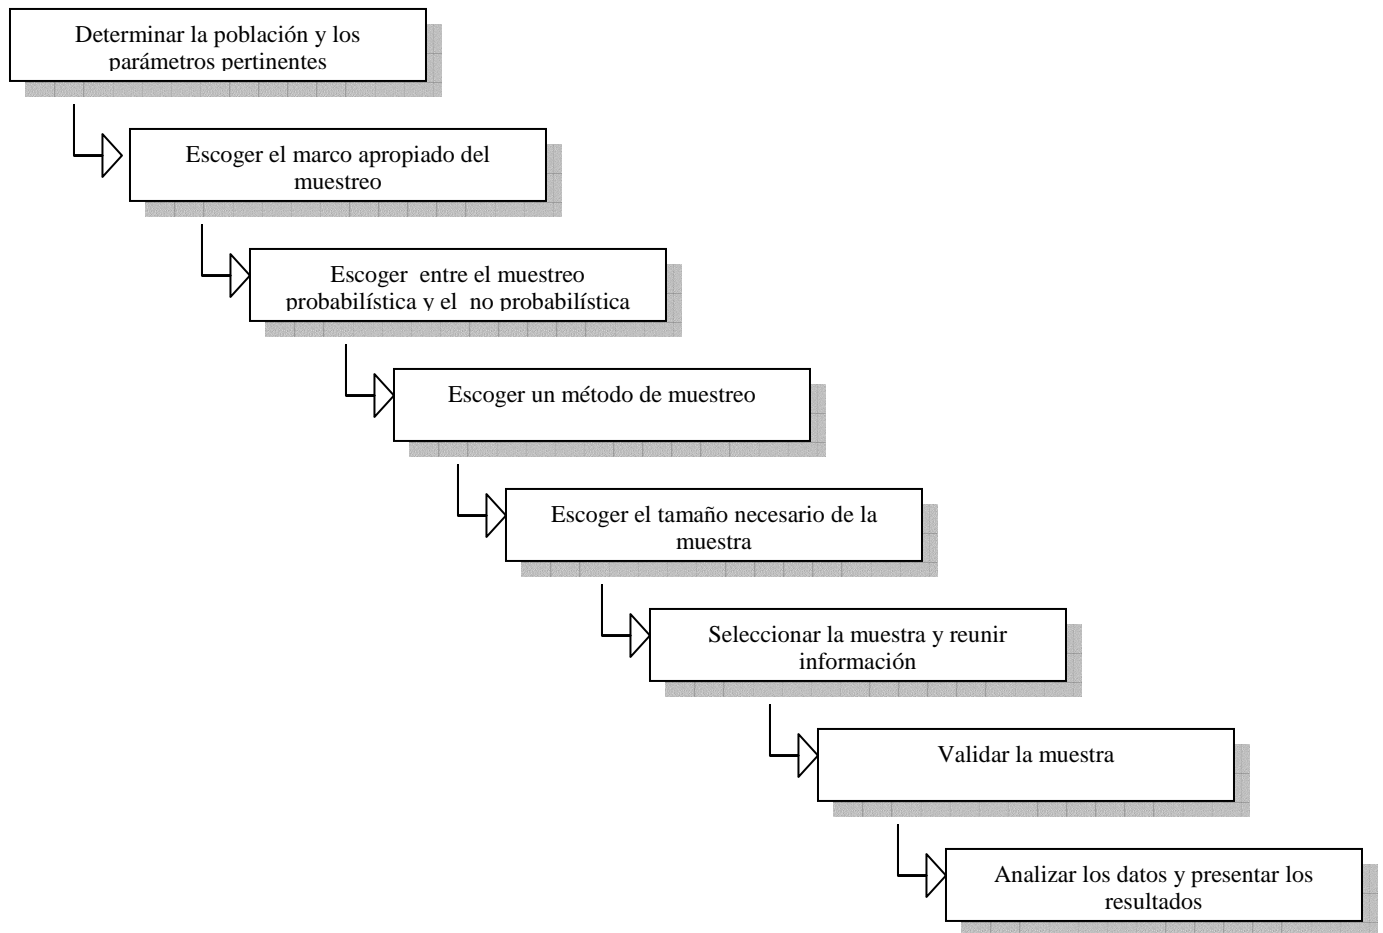 Determinar la población y los
parámetros pertinentes
Escoger el marco apropiado del
muestreo
Escoger entre el muestreo
probabilística y el no probabilística
Escoger un método de muestreo
Escoger el tamaño necesario de la
muestra
Seleccionar la muestra y reunir
información
Validar la muestra
Analizar los datos y presentar los
resultados